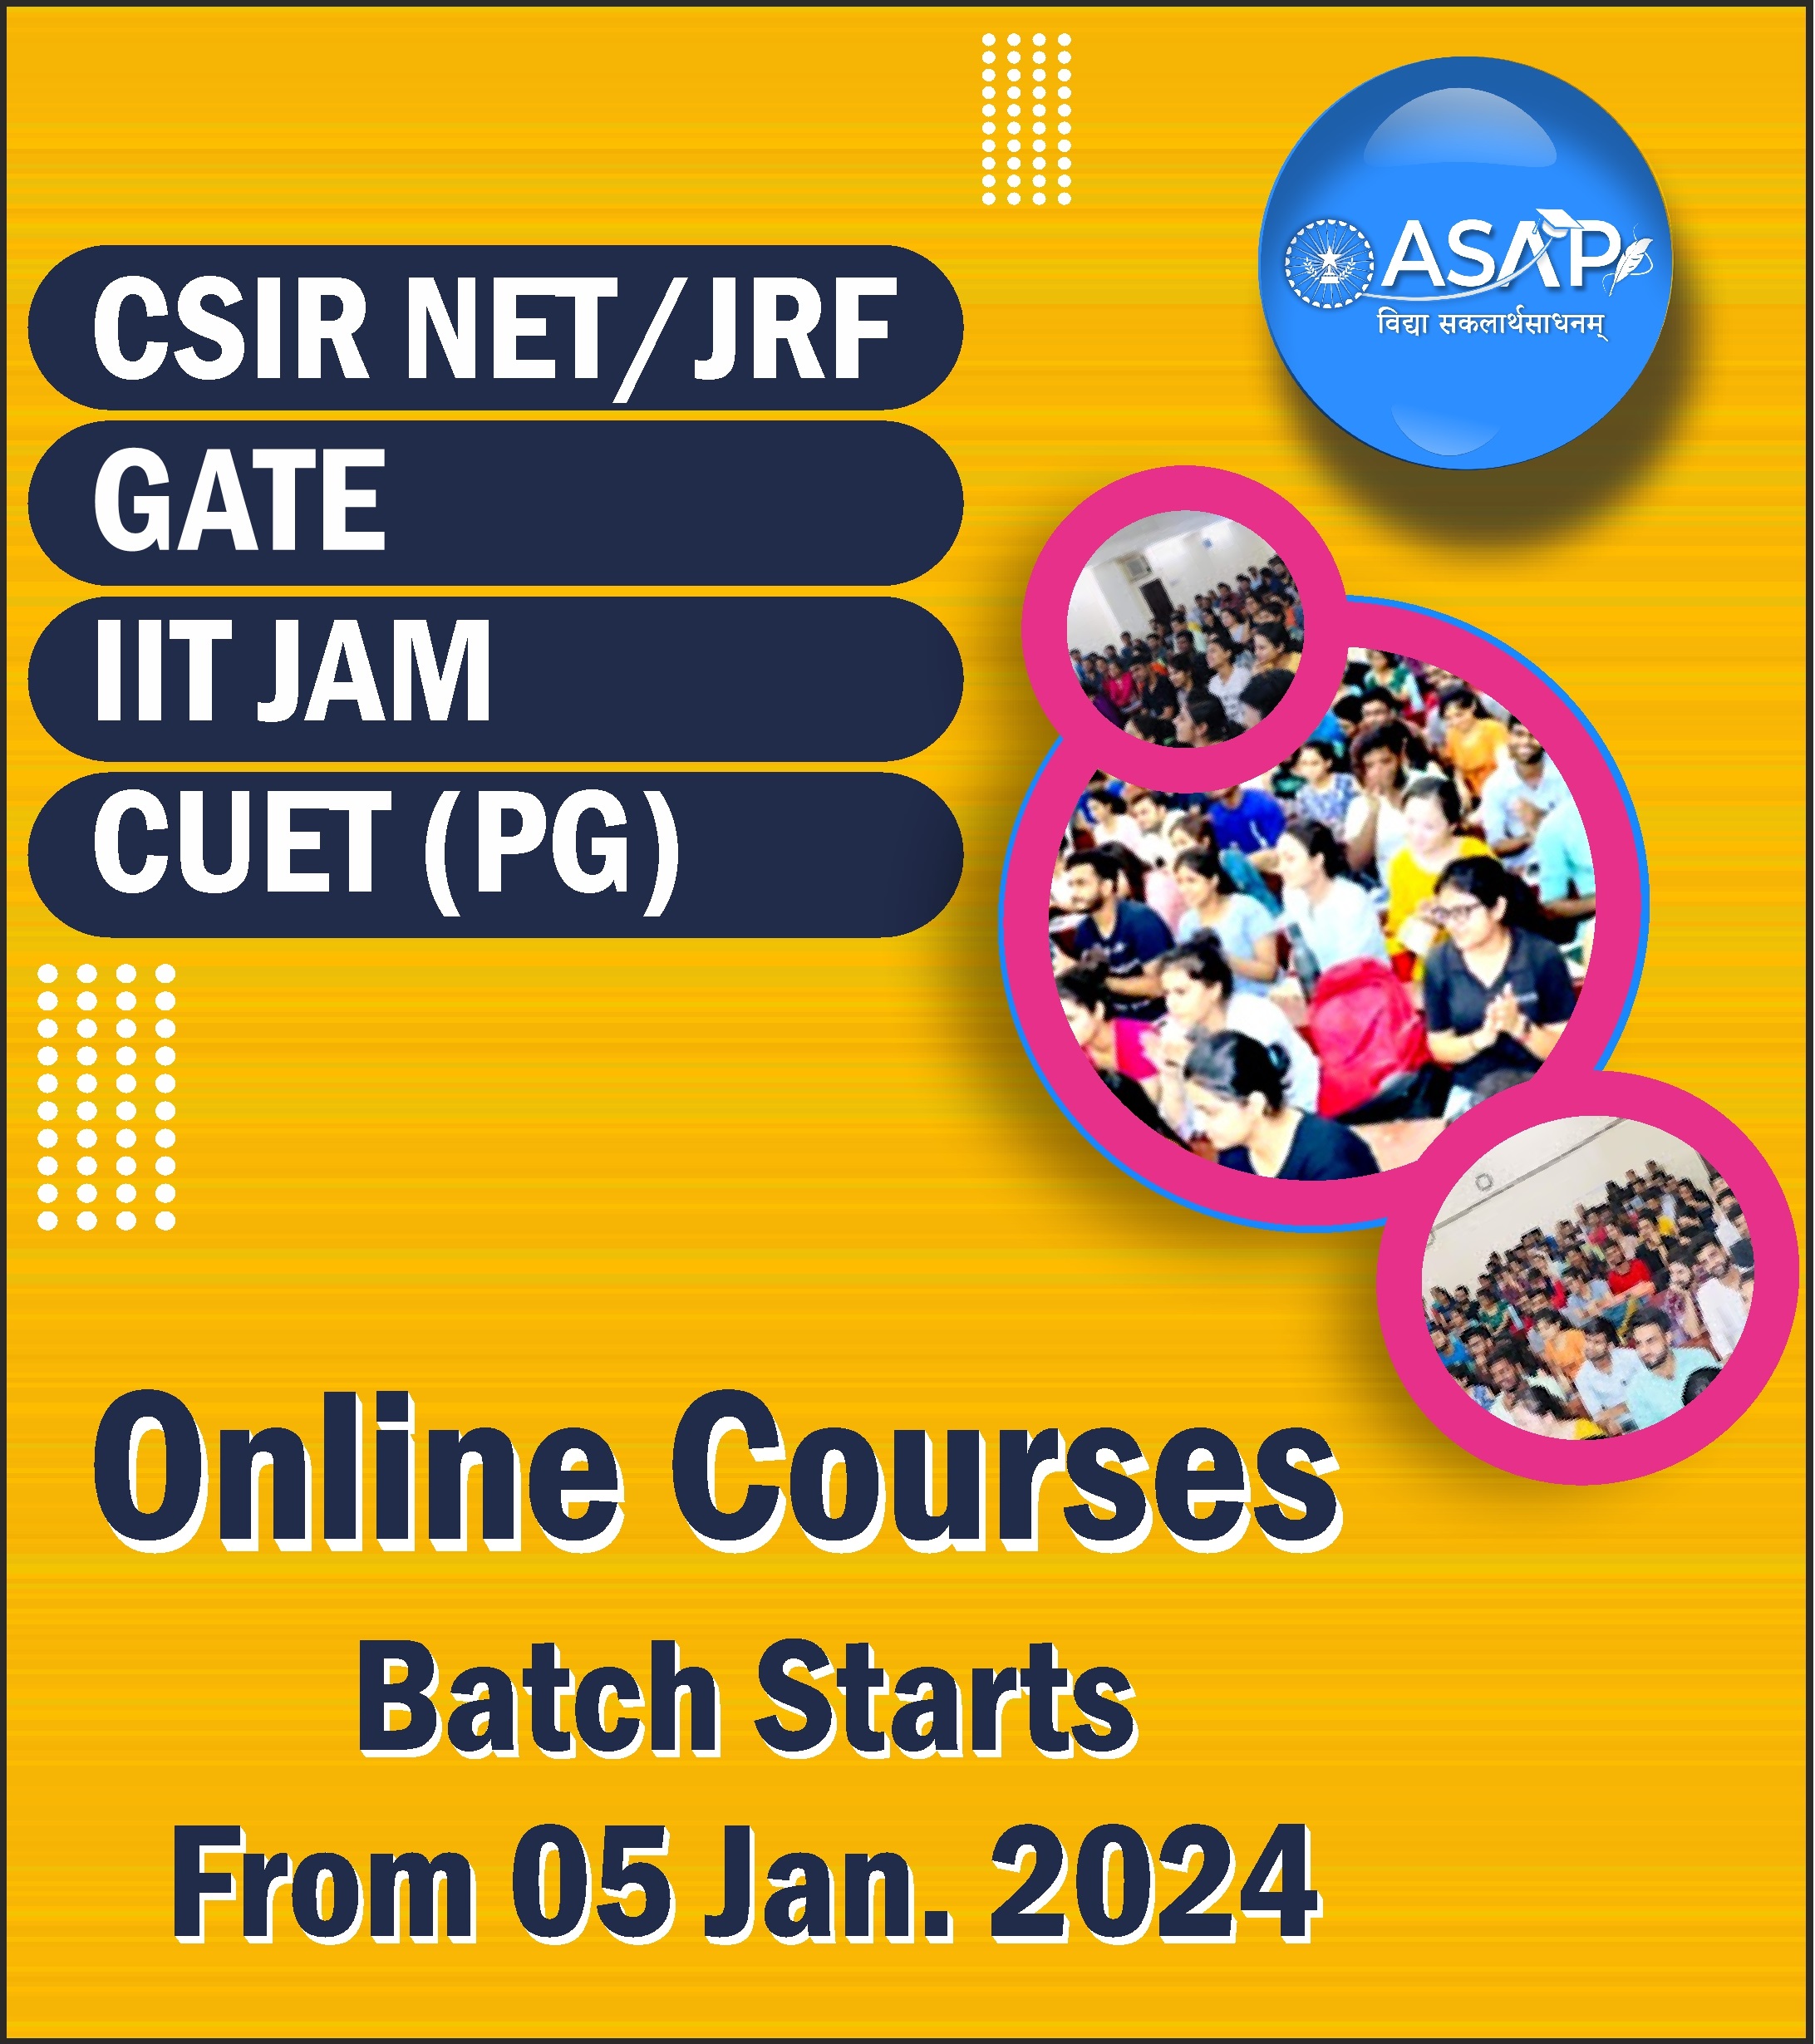 ASAP
विद्या सकलार्थसाधनम्
CSIR NET/JRF
GATE
IIT JAM
CUET (PG)
Online Courses
Batch Starts
From 05 Jan. 2024